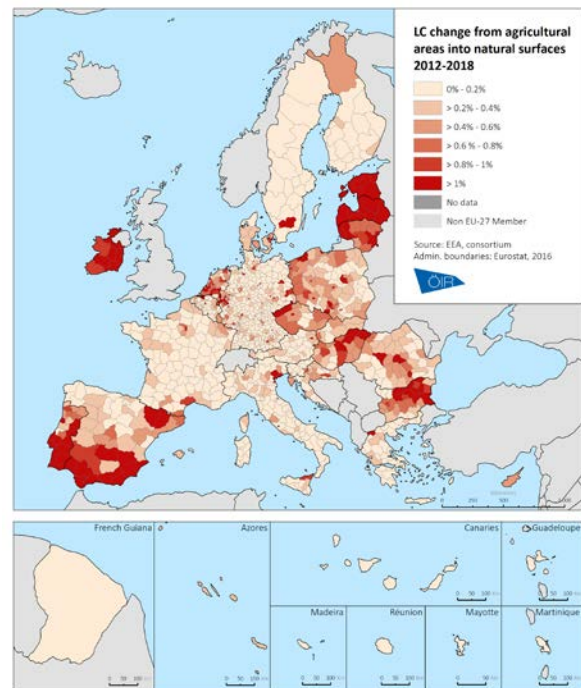 LC change from agricultural
areas into natural surfaces
2012-2018
0% - 0.2%
> 0.2% - 0.4%
> 0.4% - 0.6%
> 0.6 % - 0.8%
> 0.8% - 1%
> 1%
No data
Non EU-27 Member
Source: EEA, consortium
Admin. boundaries: Eurostat, 2016
ÖIR
French Guiana
Azores
Canaries
Guadeloupe
Madeira
Réunion
Mayotte
Martinique